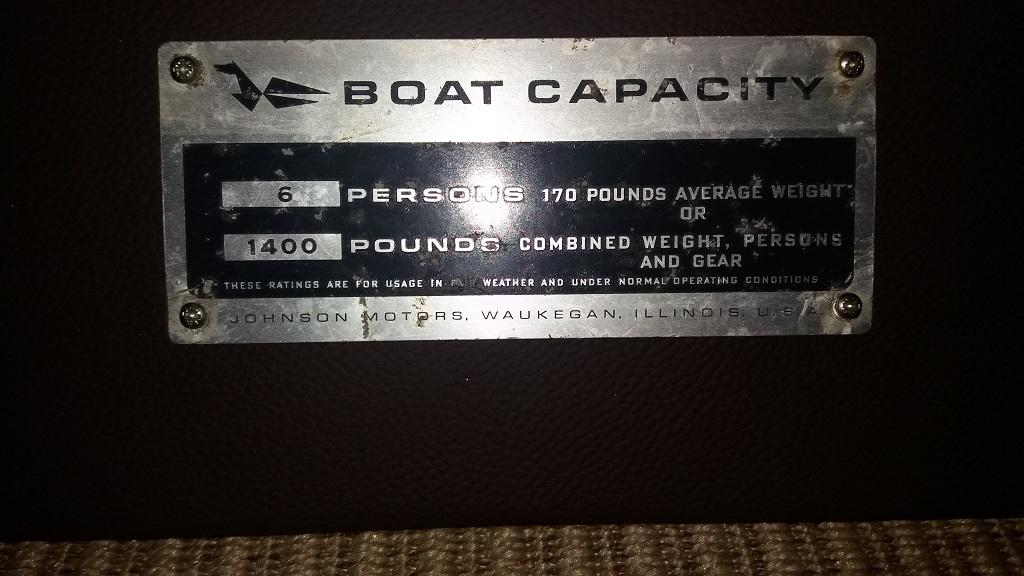 BOAT CAPACITY
6 PERSONS 170 POUNDS AVERAGE WEIGHT
OR
1400 POUNDS COMBINED WEIGHT, PERSONS
AND GEAR
THESE RATINGS ARE FOR USAGE IN FAIR WEATHER AND UNDER NORMAL OPERATING CONDITIONS
JOHNSON MOTORS, WAUKEGAN, ILLINOIS, U.S.A.